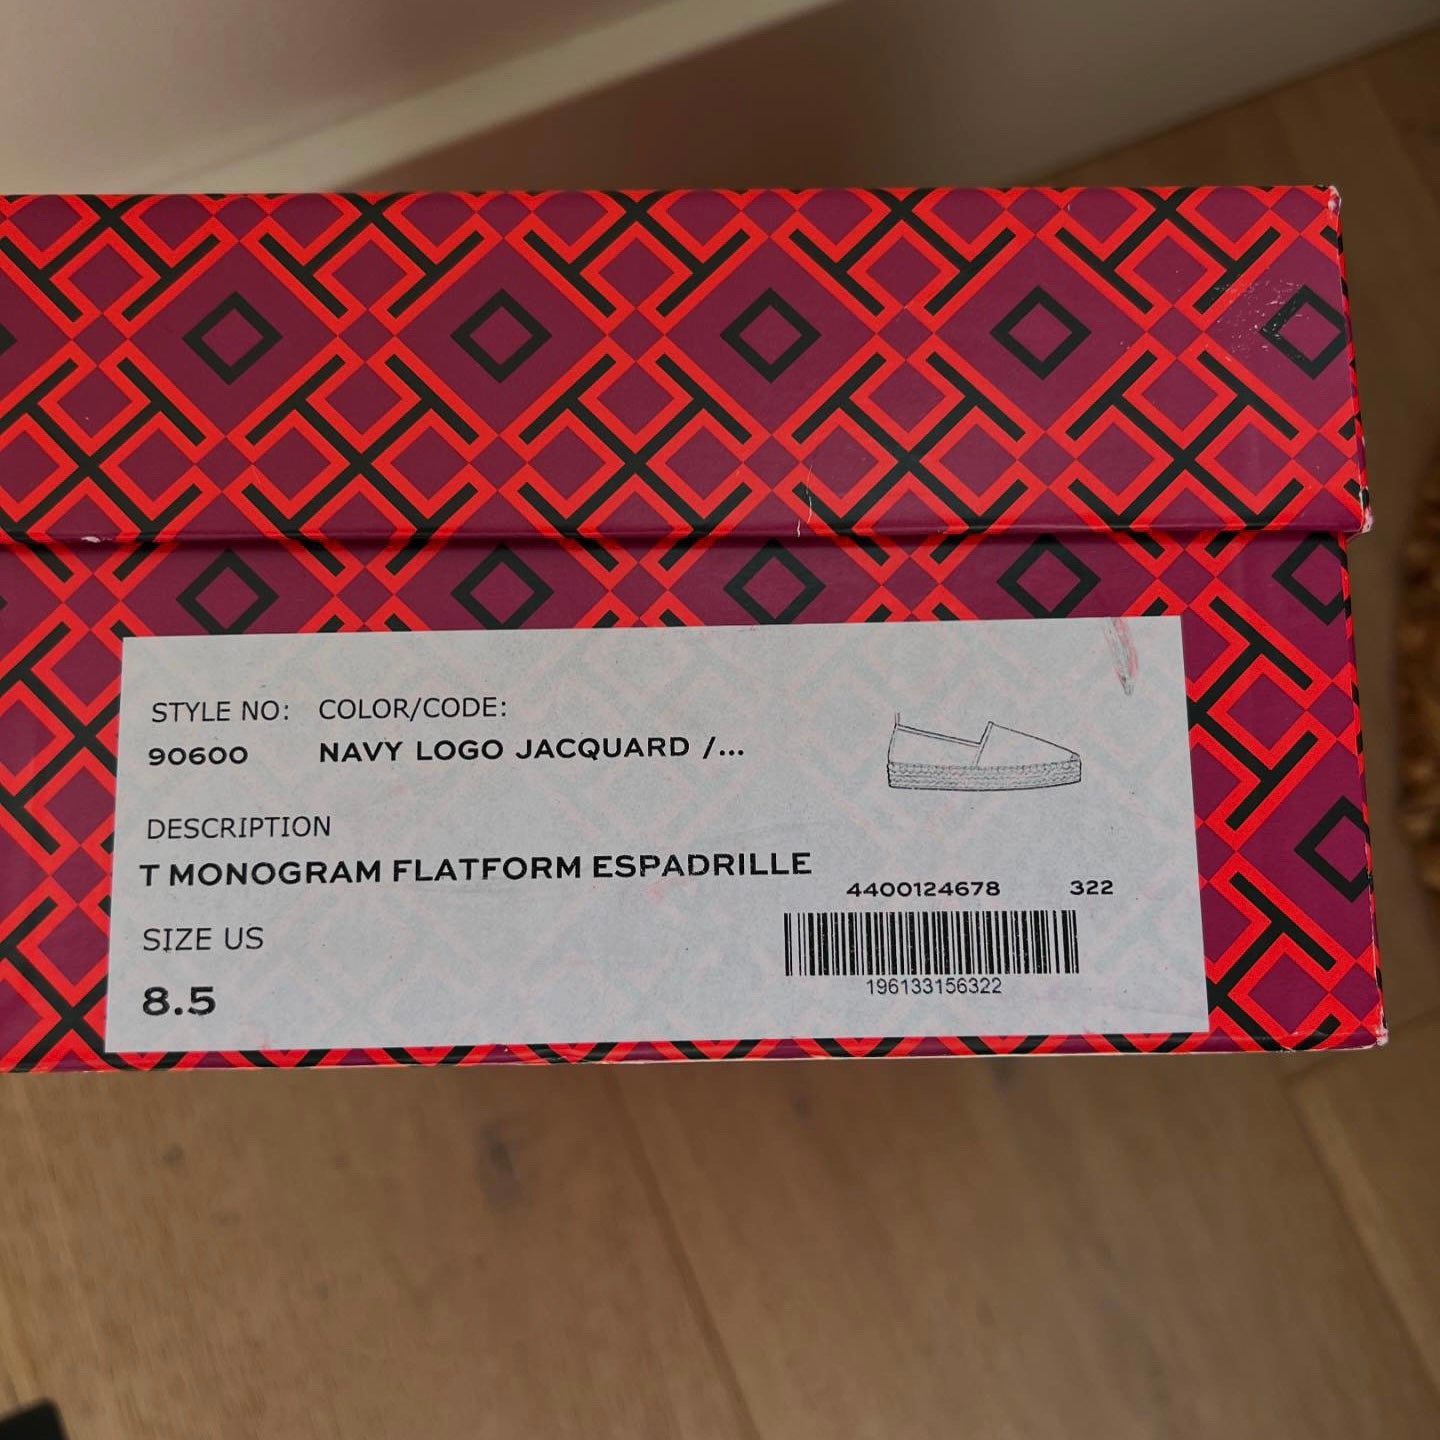 STYLE NO: COLOR/CODE:
90600 NAVY LOGO JACQUARD /...
DESCRIPTION
T MONOGRAM FLATFORM ESPADRILLE
4400124678 322
SIZE US
8.5
196133156322